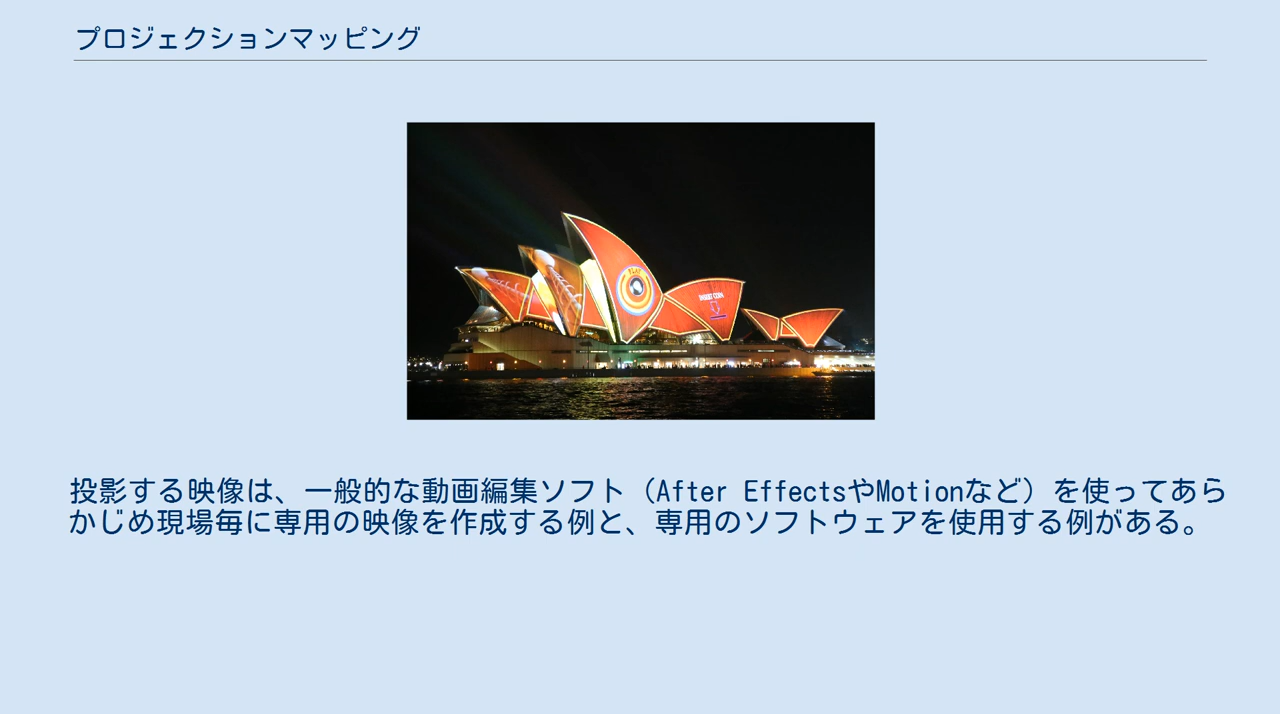 プロジェクションマッピング
PLAY
INSERT COIN
投影する映像は、一般的な動画編集ソフト（After EffectsやMotionなど）を使ってあら
かじめ現場毎に専用の映像を作成する例と、専用のソフトウェアを使用する例がある。